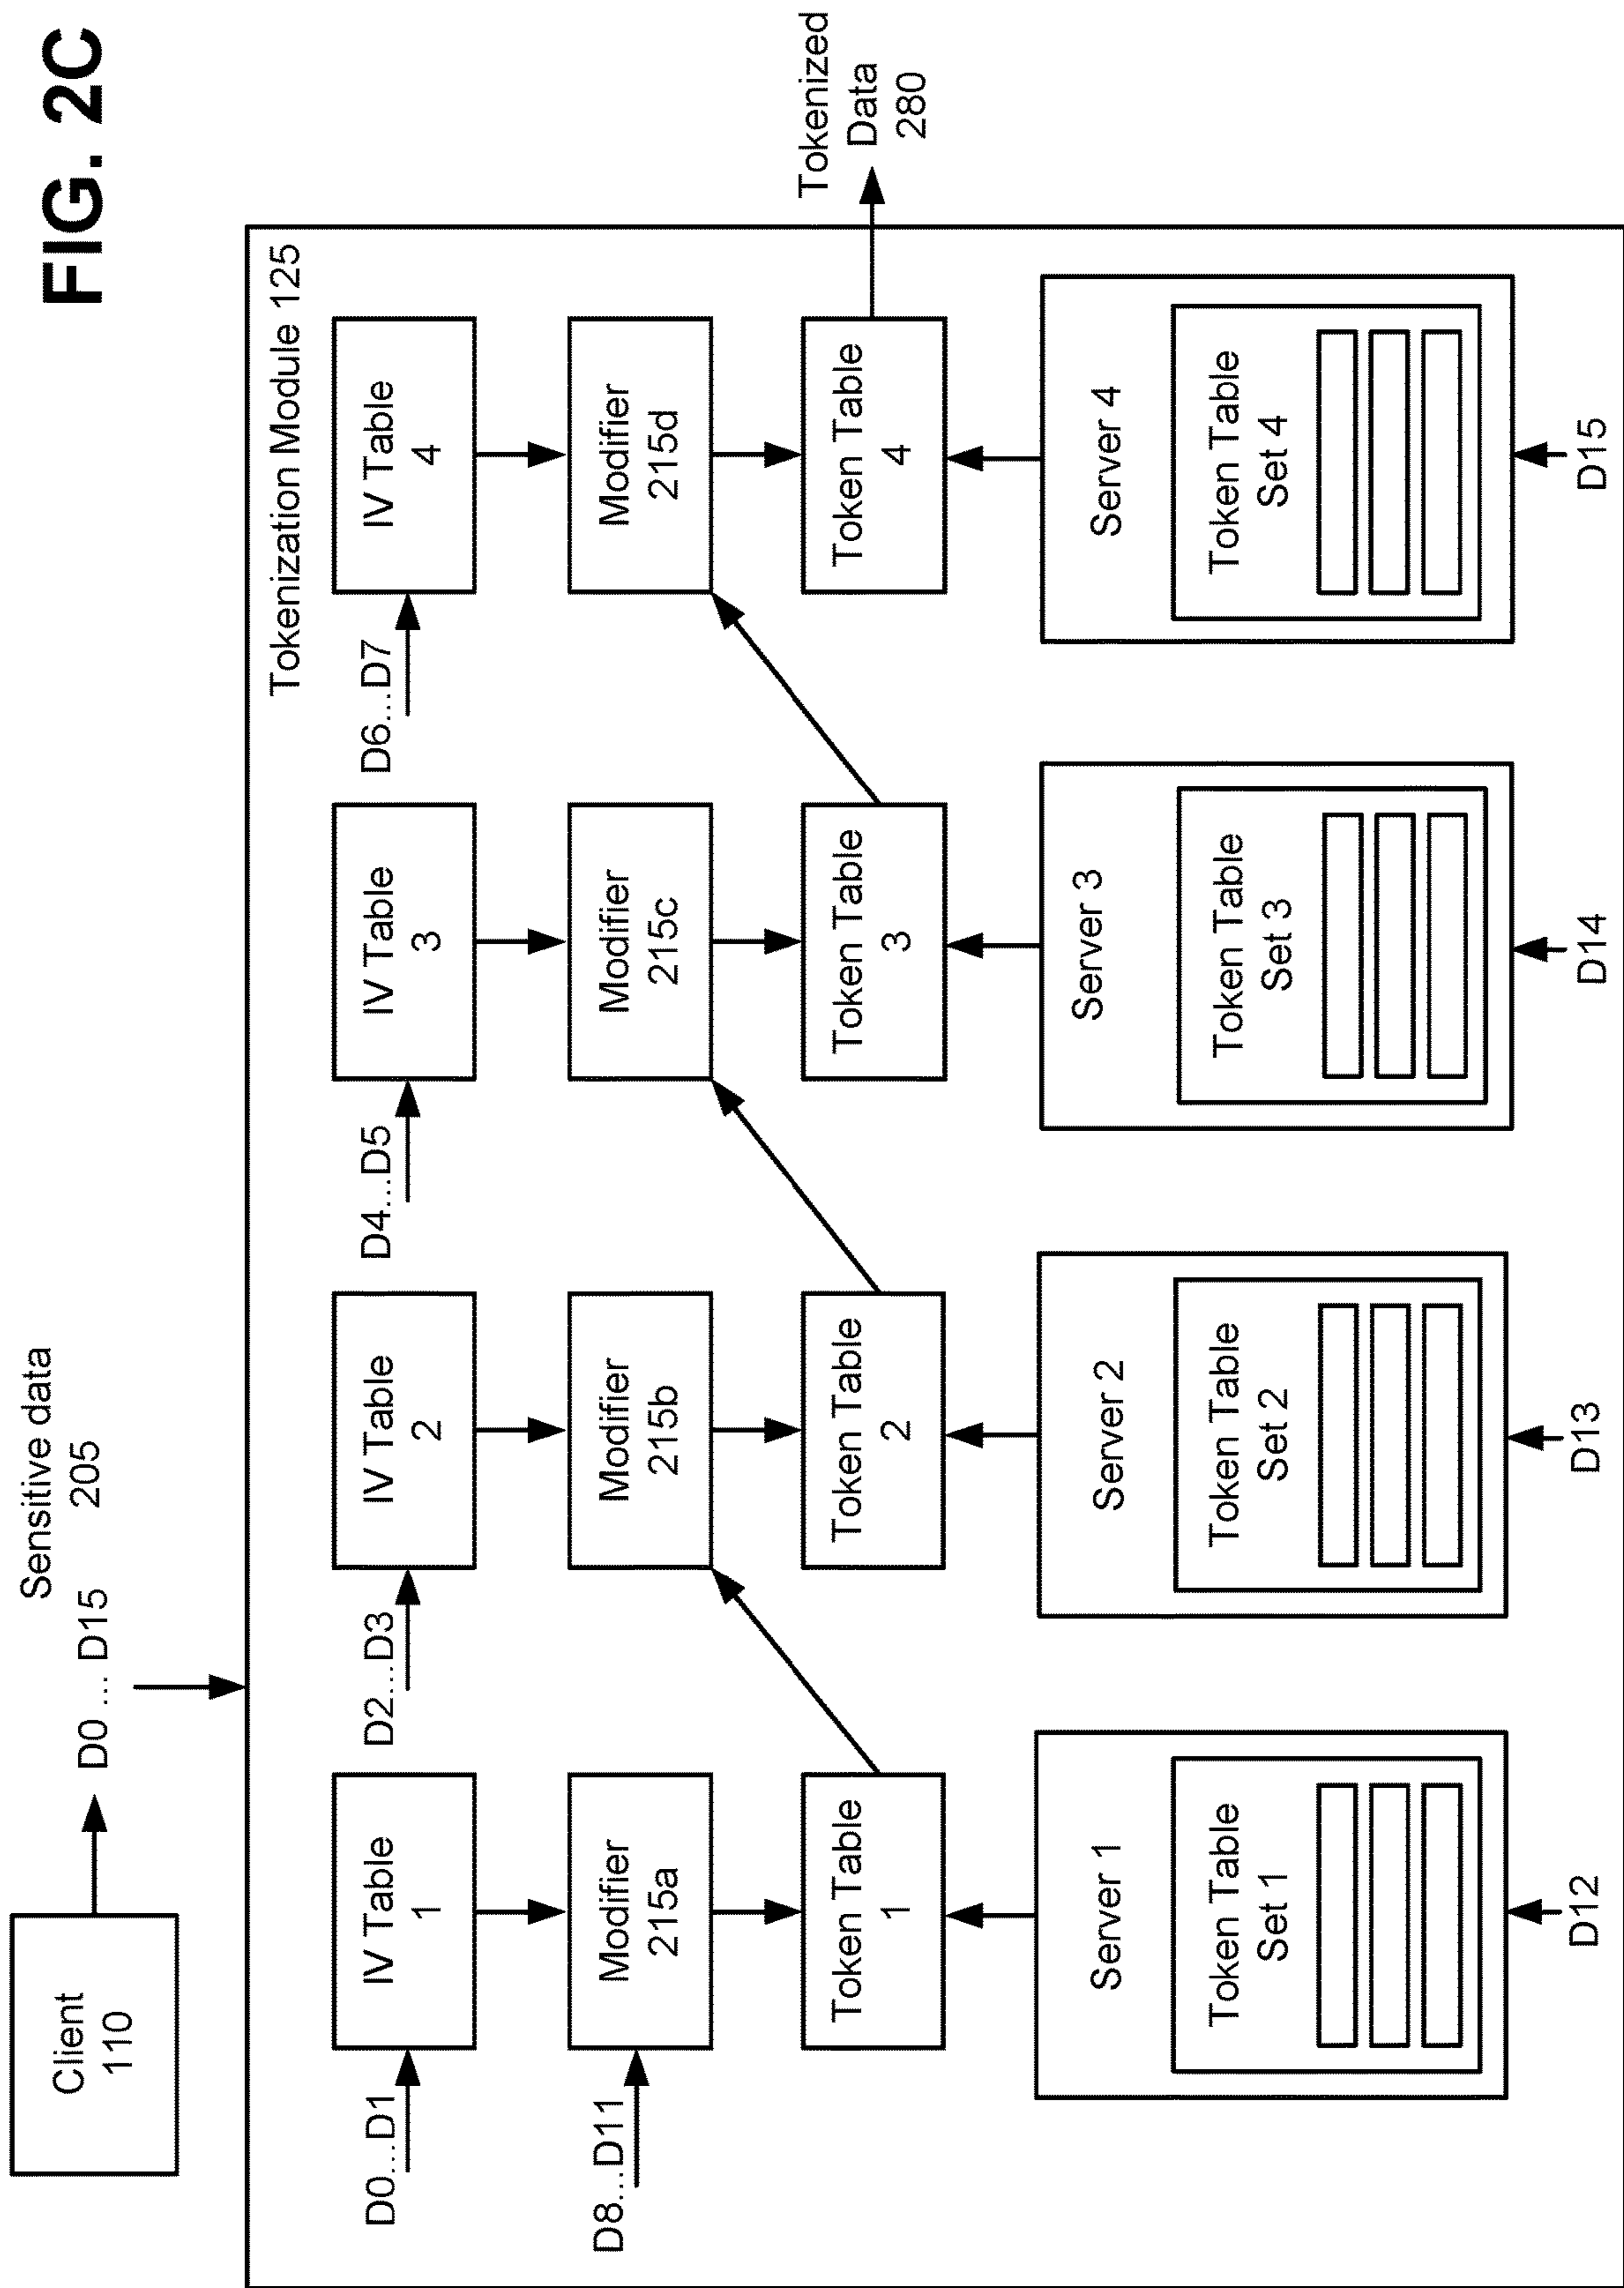 FIG. 2C
Client
110
Sensitive data
D0 ... D15 205
Tokenization Module 125
D0...D1
IV Table
1
D2...D3
IV Table
2
D4...D5
IV Table
3
D6...D7
IV Table
4
D8...D11
Modifier
215a
Modifier
215b
Modifier
215c
Modifier
215d
Token Table
1
Token Table
2
Token Table
3
Token Table
4
Tokenized
Data
280
Server 1
Token Table
Set 1
Server 2
Token Table
Set 2
Server 3
Token Table
Set 3
Server 4
Token Table
Set 4
D12
D13
D14
D15